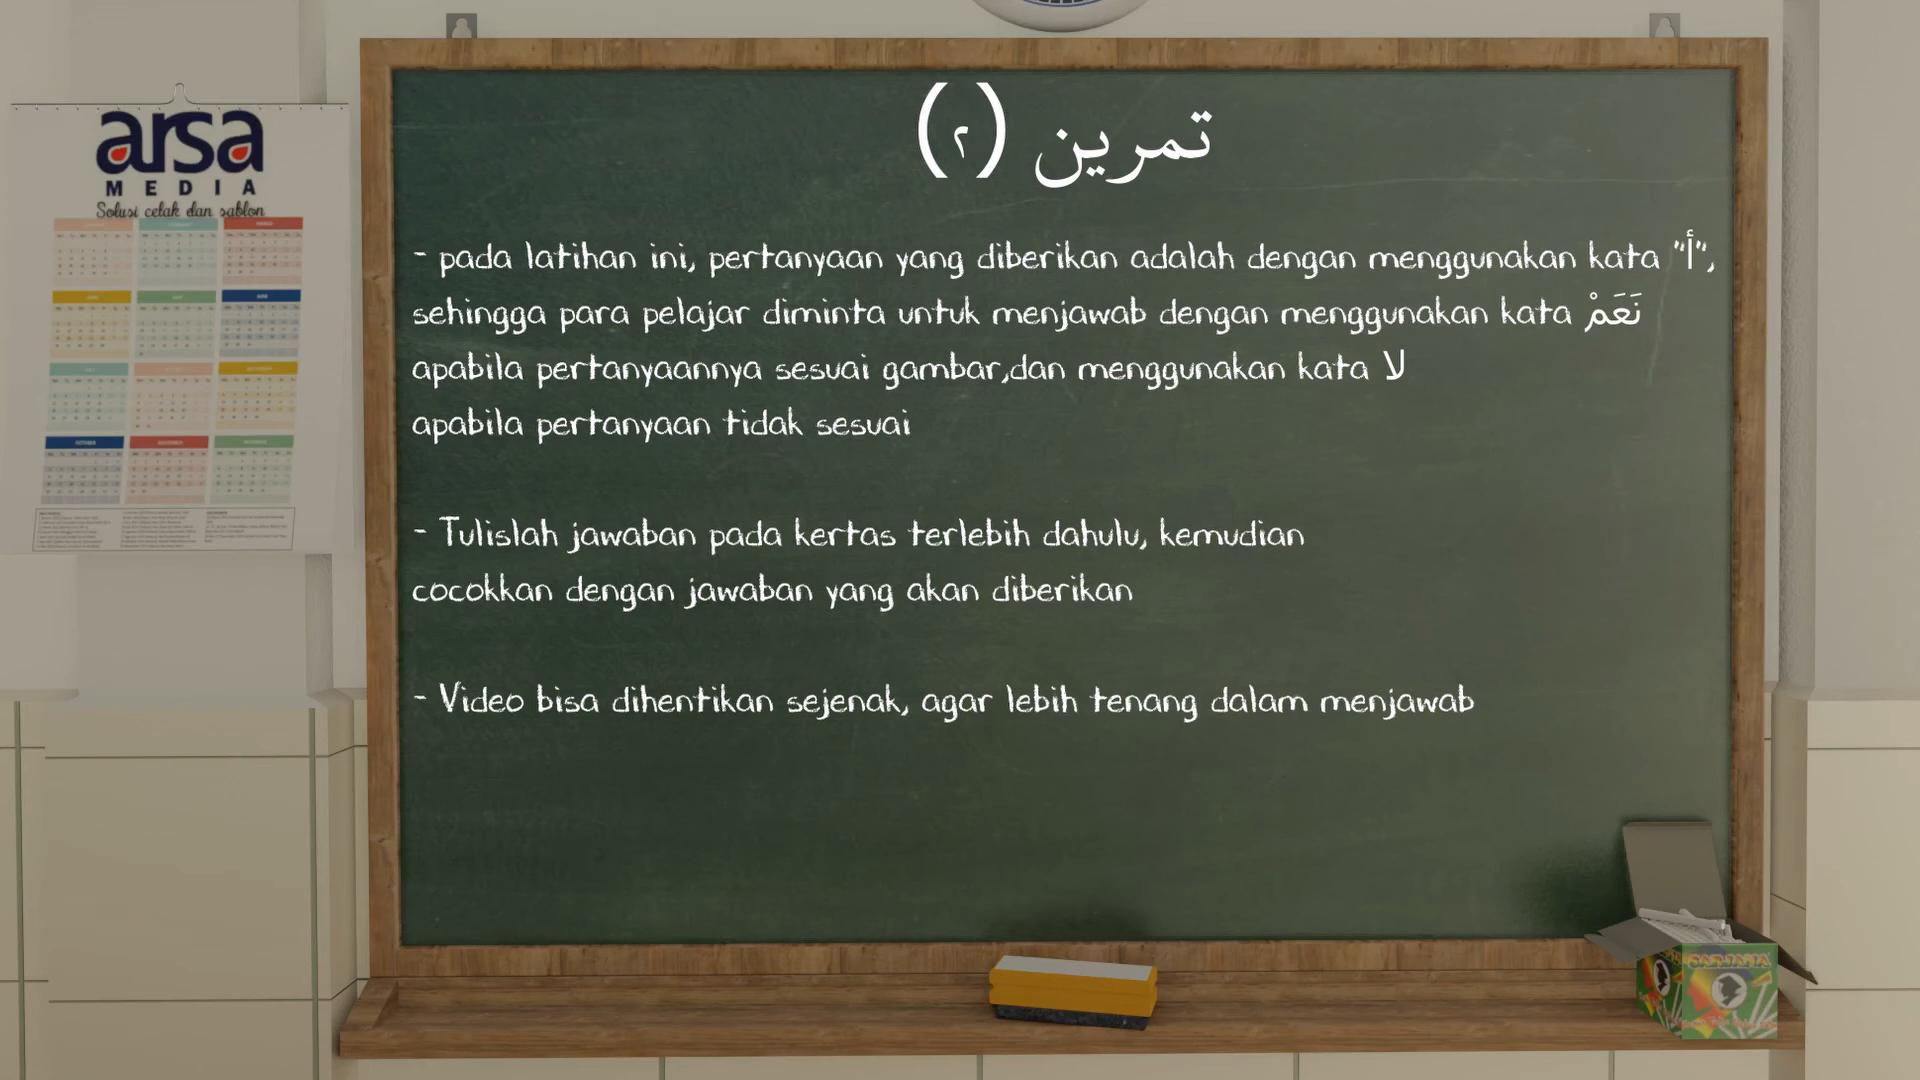 arsa
MEDIA
Solusi cetak dan sablon
تمرين (٢)
- pada latihan ini, pertanyaan yang diberikan adalah dengan menggunakan kata "أ",
sehingga para pelajar diminta untuk menjawab dengan menggunakan kata نَعَمْ
apabila pertanyaannya sesuai gambar,dan menggunakan kata لا
apabila pertanyaan tidak sesuai
- Tulislah jawaban pada kertas terlebih dahulu, kemudian
cocokkan dengan jawaban yang akan diberikan
- Video bisa dihentikan sejenak, agar lebih tenang dalam menjawab
SARJANA